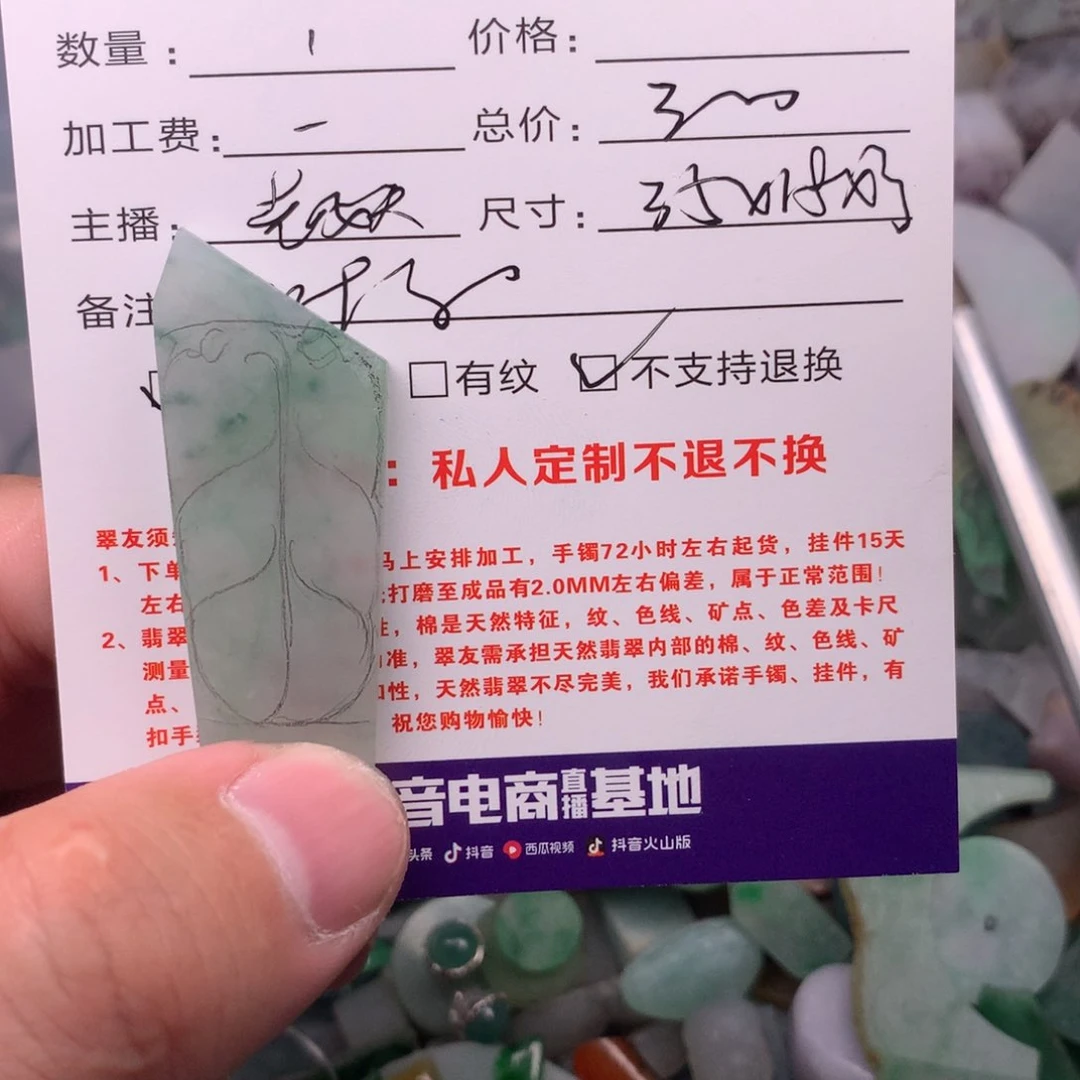 数量： 1 价格：
加工费： 一 总价：
主播： 尺寸：
备注
□有纹 ☑不支持退换
：私人定制不退不换
翠友须
1、下单 马上安排加工，手镯72小时左右起货，挂件15天
左右 打磨至成品有2.0MM左右偏差，属于正常范围！
2、翡翠 ，棉是天然特征，纹、色线、矿点、色差及卡尺
测量 准，翠友需承担天然翡翠内部的棉、纹、色线、矿
点、 性，天然翡翠不尽完美，我们承诺手镯、挂件，有
扣手 祝您购物愉快！
音电商直播基地
头条 抖音 西瓜视频 抖音火山版